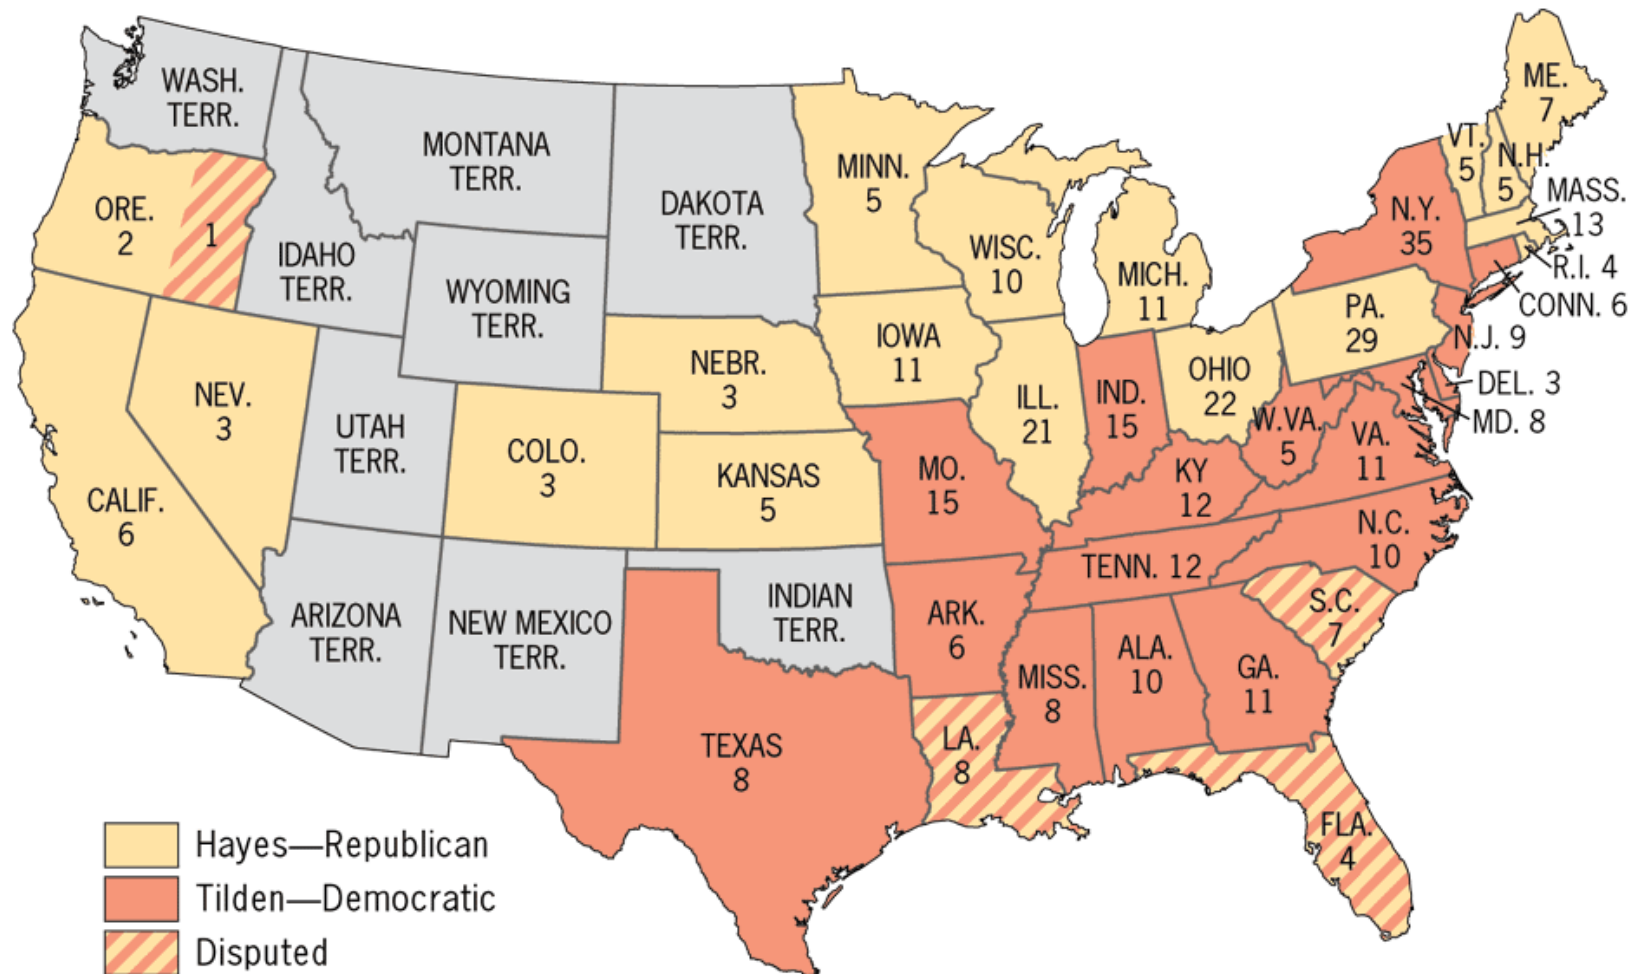 WASH.
TERR.
MONTANA
TERR.
DAKOTA
TERR.
MINN.
5
ME.
7
VT.
5
N.H.
5
MASS.
13
ORE.
2
1
IDAHO
TERR.
WYOMING
TERR.
WISC.
10
MICH.
11
N.Y.
35
R.I. 4
CONN. 6
PA.
29
N.J. 9
IOWA
11
NEBR.
3
NEV.
3
UTAH
TERR.
COLO.
3
KANSAS
5
ILL.
21
IND.
15
OHIO
22
DEL. 3
MD. 8
W.VA.
5
VA.
11
CALIF.
6
MO.
15
KY
12
N.C.
10
TENN. 12
ARIZONA
TERR.
NEW MEXICO
TERR.
INDIAN
TERR.
ARK.
6
S.C.
7
MISS.
8
ALA.
10
GA.
11
TEXAS
8
LA.
8
FLA.
4
Hayes—Republican
Tilden—Democratic
Disputed